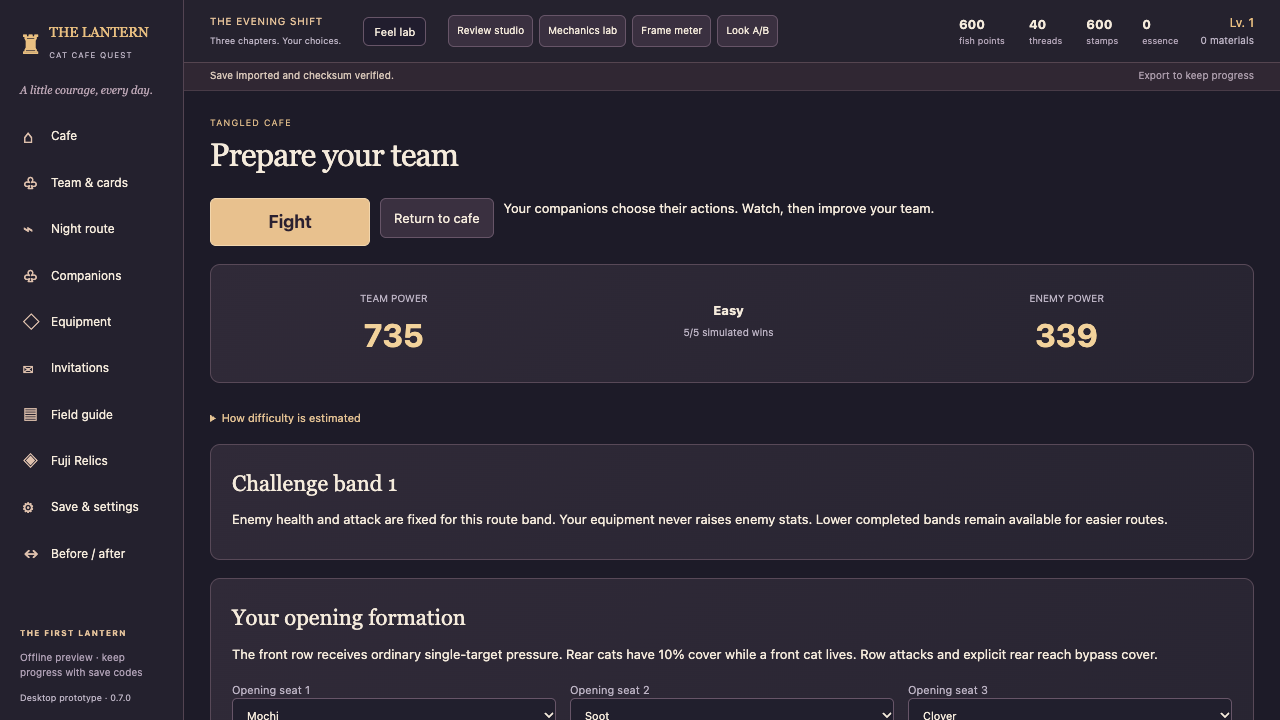 THE LANTERN
CAT CAFE QUEST
A little courage, every day.
Cafe
Team & cards
Night route
Companions
Equipment
Invitations
Field guide
Fuji Relics
Save & settings
Before / after
THE FIRST LANTERN
Offline preview · keep
progress with save codes
Desktop prototype · 0.7.0
THE EVENING SHIFT
Three chapters. Your choices.
Feel lab
Review studio
Mechanics lab
Frame meter
Look A/B
600
fish points
40
threads
600
stamps
0
essence
Lv. 1
0 materials
Save imported and checksum verified.
Export to keep progress
TANGLED CAFE
Prepare your team
Fight
Return to cafe
Your companions choose their actions. Watch, then improve your team.
TEAM POWER
735
Easy
5/5 simulated wins
ENEMY POWER
339
How difficulty is estimated
Challenge band 1
Enemy health and attack are fixed for this route band. Your equipment never raises enemy stats. Lower completed bands remain available for easier routes.
Your opening formation
The front row receives ordinary single-target pressure. Rear cats have 10% cover while a front cat lives. Row attacks and explicit rear reach bypass cover.
Opening seat 1
Opening seat 2
Opening seat 3
Mochi
Soot
Clover